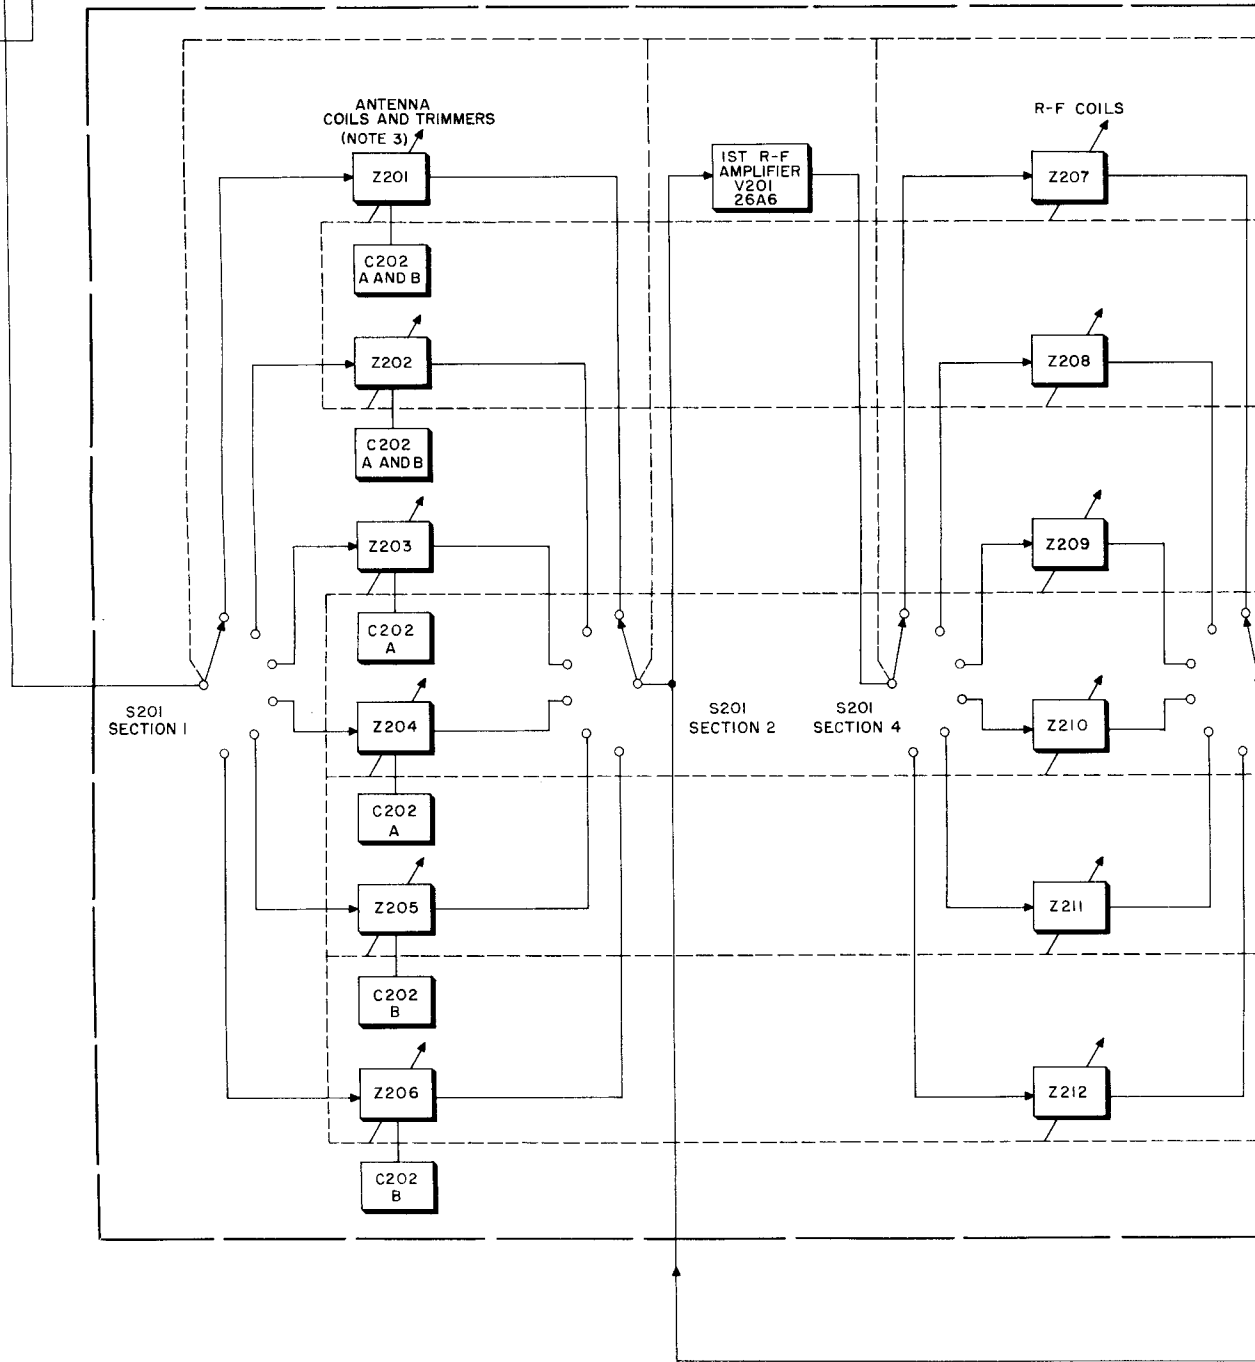 ANTENNA
COILS AND TRIMMERS
(NOTE 3)
Z201
C202
A AND B
Z202
C202
A AND B
Z203
C202
A
Z204
C202
A
Z205
C202
B
Z206
C202
B
S201
SECTION 1
1ST R-F
AMPLIFIER
V201
26A6
S201
SECTION 2
S201
SECTION 4
R-F COILS
Z207
Z208
Z209
Z210
Z211
Z212